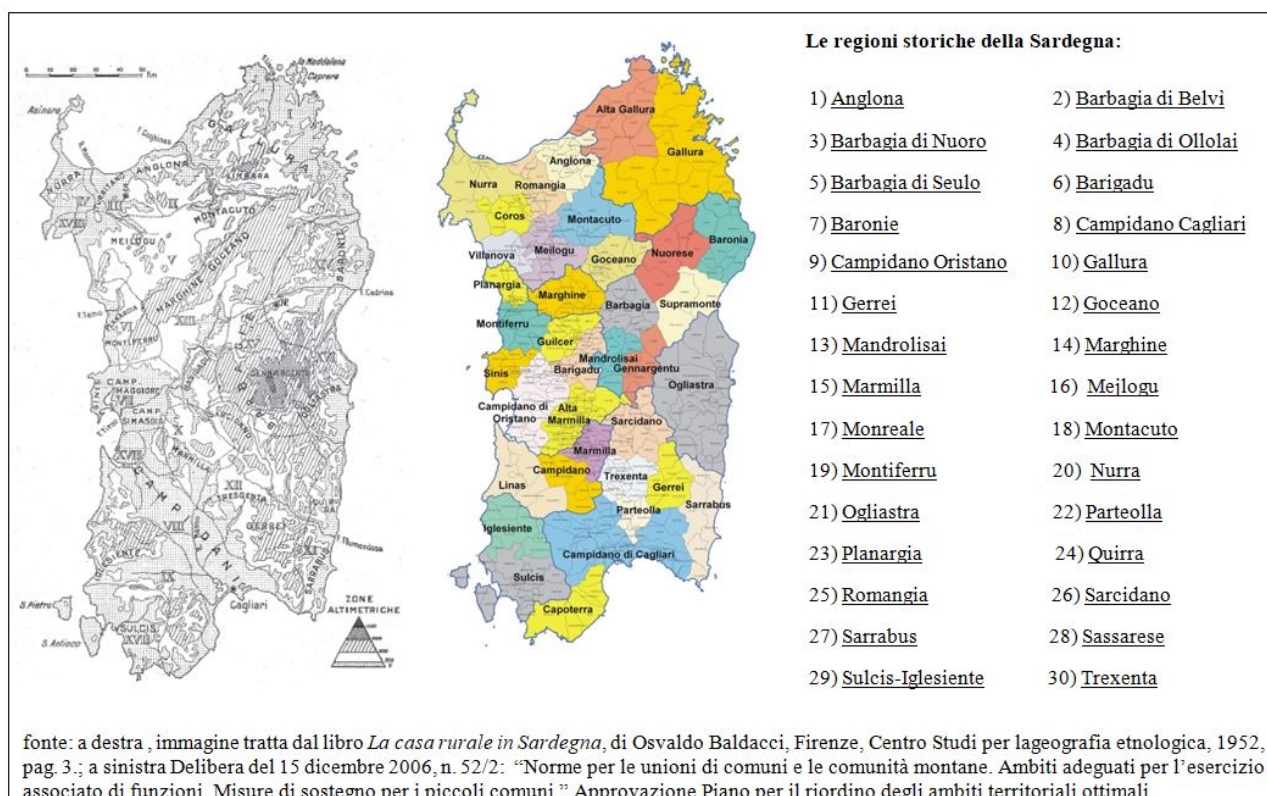 Le regioni storiche della Sardegna:
1) Anglona 2) Barbagia di Belvì
3) Barbagia di Nuoro 4) Barbagia di Ollolai
5) Barbagia di Seulo 6) Barigadu
7) Baronie 8) Campidano Cagliari
9) Campidano Oristano 10) Gallura
11) Gerrei 12) Goceano
13) Mandrolisai 14) Marghine
15) Marmilla 16) Mejlogu
17) Monreale 18) Montacuto
19) Montiferru 20) Nurra
21) Ogliastra 22) Parteolla
23) Planargia 24) Quirra
25) Romangia 26) Sarcidano
27) Sarrabus 28) Sassarese
29) Sulcis-Iglesiente 30) Trexenta
la Maddalena
Caprera
Asinara
GALLURA
ANGLONA
NURRA
LIMBARA
MONTACUTO
MEILOGU
MARGHINE GOCEANO
BARONIE
PLANARGIA
MONTIFERRU
GENNARGENTU
CAMP.
MAGGIORE
CAMP.
SIMAXIS
SARCIDANO
OGLIASTRA
MARMILLA
GERREI
CAMPIDANI
SARRABUS
Cagliari
S. Pietro
S. Antioco
SULCIS
ZONE
ALTIMETRICHE
Alta Gallura
Gallura
Anglona
Nurra
Romangia
Coros
Montacuto
Baronia
Villanova
Meilogu
Goceano
Nuorese
Planargia
Marghine
Barbagia
Supramonte
Montiferru
Guilcer
Mandrolisai
Sinis
Barigadu
Gennargentu
Ogliastra
Campidano di
Oristano
Alta
Marmilla
Sarcidano
Marmilla
Linas
Campidano
Trexenta
Gerrei
Sarrabus
Parteolla
Iglesiente
Campidano di Cagliari
Sulcis
Capoterra
fonte: a destra , immagine tratta dal libro La casa rurale in Sardegna, di Osvaldo Baldacci, Firenze, Centro Studi per lageografia etnologica, 1952,
pag. 3.; a sinistra Delibera del 15 dicembre 2006, n. 52/2: “Norme per le unioni di comuni e le comunità montane. Ambiti adeguati per l’esercizio
associato di funzioni. Misure di sostegno per i piccoli comuni.” Approvazione Piano per il riordino degli ambiti territoriali ottimali